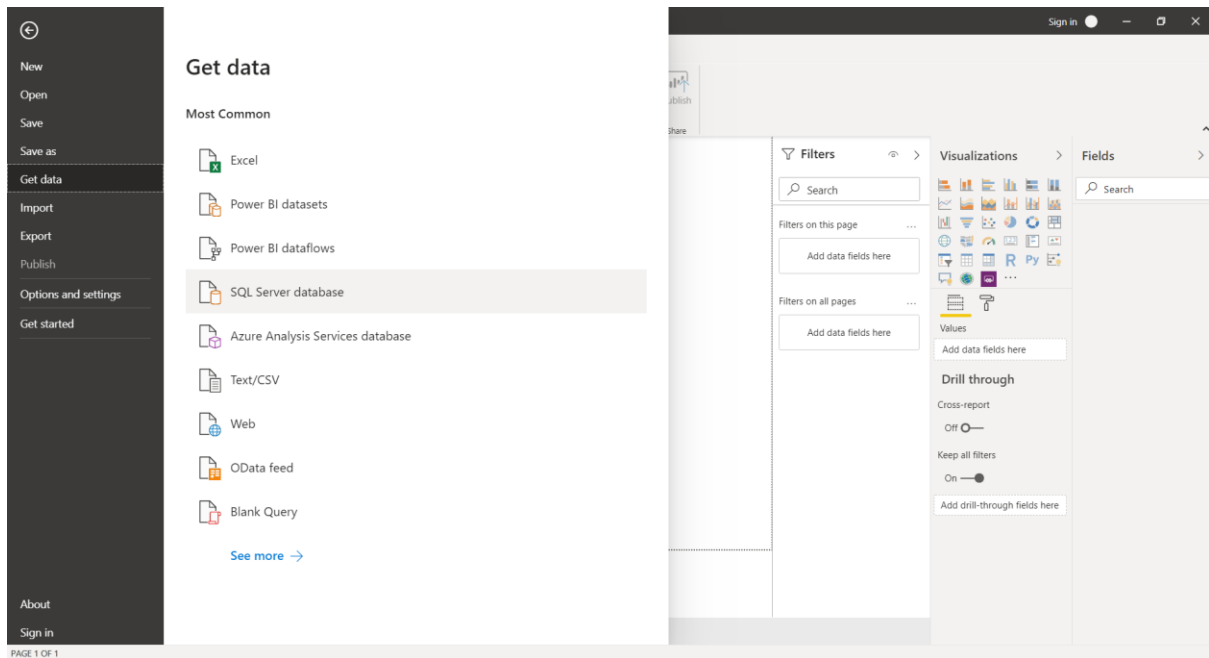 Sign in
New
Open
Save
Save as
Get data
Import
Export
Publish
Options and settings
Get started
About
Sign in
Get data
Most Common
Excel
Power BI datasets
Power BI dataflows
SQL Server database
Azure Analysis Services database
Text/CSV
Web
OData feed
Blank Query
See more →
ublish
Share
Filters
Search
Filters on this page ...
Add data fields here
Filters on all pages ...
Add data fields here
Visualizations
R Py
...
Values
Add data fields here
Drill through
Cross-report
Off
Keep all filters
On
Add drill-through fields here
Fields
Search
PAGE 1 OF 1